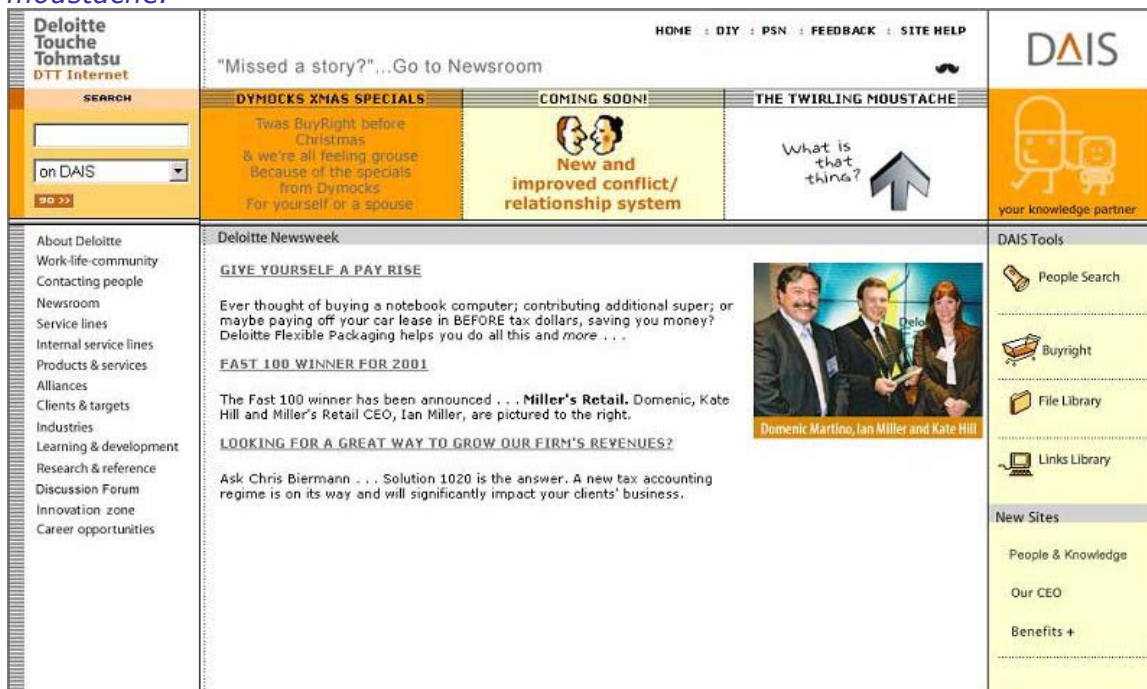 moustache.
Deloitte
Touche
Tohmatsu
DTT Internet
HOME : DIY : PSN : FEEDBACK : SITE HELP
"Missed a story?"...Go to Newsroom
DAIS
SEARCH
on DAIS
GO >>
DYMOCKS XMAS SPECIALS
Twas BuyRight before
Christmas
& we're all feeling grouse
Because of the specials
from Dymocks
For yourself or a spouse
COMING SOON!
New and
improved conflict/
relationship system
THE TWIRLING MOUSTACHE
What is
that
thing?
your knowledge partner
About Deloitte
Work-life-community
Contacting people
Newsroom
Service lines
Internal service lines
Products & services
Alliances
Clients & targets
Industries
Learning & development
Research & reference
Discussion Forum
Innovation zone
Career opportunities
Deloitte Newsweek
GIVE YOURSELF A PAY RISE
Ever thought of buying a notebook computer; contributing additional super; or
maybe paying off your car lease in BEFORE tax dollars, saving you money?
Deloitte Flexible Packaging helps you do all this and more . . .
FAST 100 WINNER FOR 2001
The Fast 100 winner has been announced . . . Miller's Retail. Domenic, Kate
Hill and Miller's Retail CEO, Ian Miller, are pictured to the right.
LOOKING FOR A GREAT WAY TO GROW OUR FIRM'S REVENUES?
Ask Chris Biermann . . . Solution 1020 is the answer. A new tax accounting
regime is on its way and will significantly impact your clients' business.
Domenic Martino, Ian Miller and Kate Hill
DAIS Tools
People Search
Buyright
File Library
Links Library
New Sites
People & Knowledge
Our CEO
Benefits +